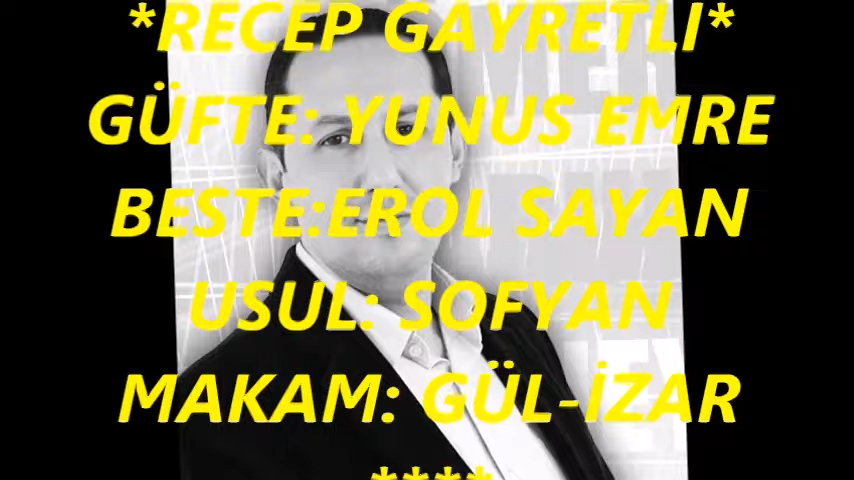 *RECEP GAYRETLİ*
GÜFTE: YUNUS EMRE
BESTE:EROL SAYAN
USUL: SOFYAN
MAKAM: GÜL-İZAR
****